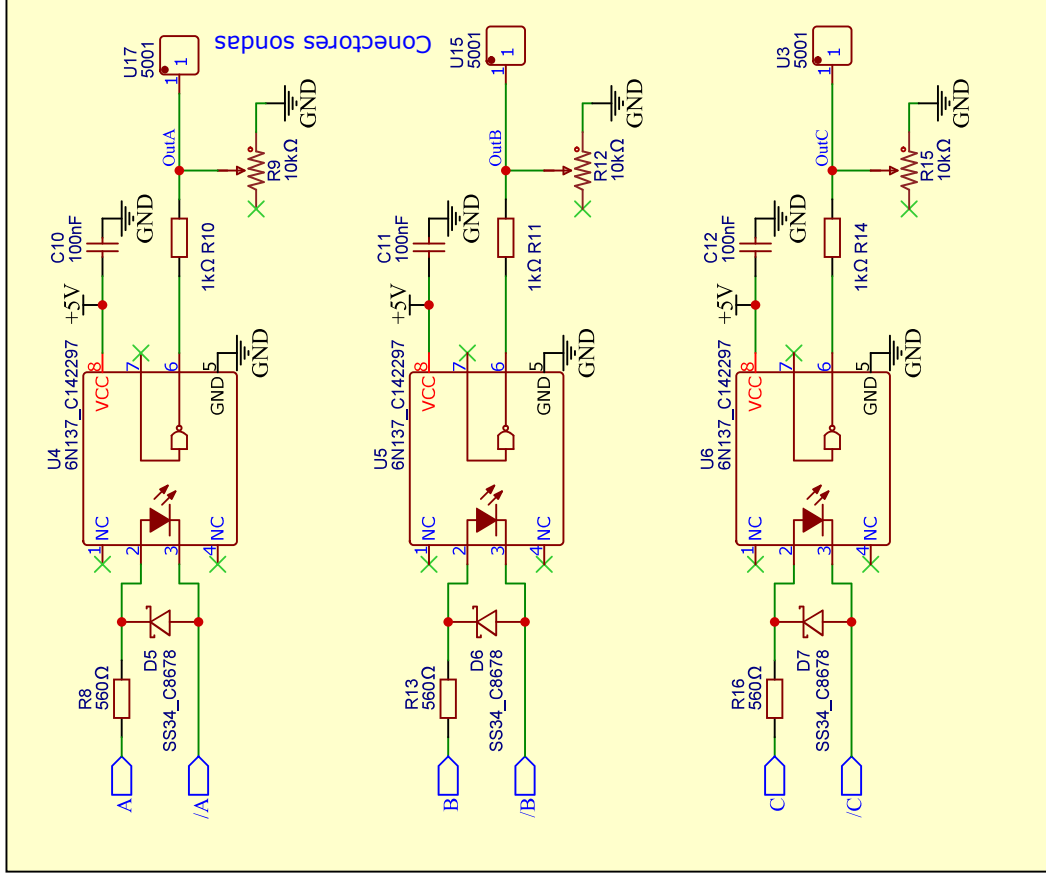 Conectores sondas
U17
5001
1
1
OutA
GND
R9
10kΩ
C10
100nF
GND
1kΩ R10
+5V
U4
6N137_C142297
8
VCC
7
6
5
GND
GND
1
NC
2
3
4
NC
D5
SS34_C8678
R8
560Ω
A
/A
U15
5001
1
1
OutB
GND
R12
10kΩ
C11
100nF
GND
1kΩ R11
+5V
U5
6N137_C142297
8
VCC
7
6
5
GND
GND
1
NC
2
3
4
NC
D6
SS34_C8678
R13
560Ω
B
/B
U3
5001
1
1
OutC
GND
R15
10kΩ
C12
100nF
GND
1kΩ R14
+5V
U6
6N137_C142297
8
VCC
7
6
5
GND
GND
1
NC
2
3
4
NC
D7
SS34_C8678
R16
560Ω
C
/C